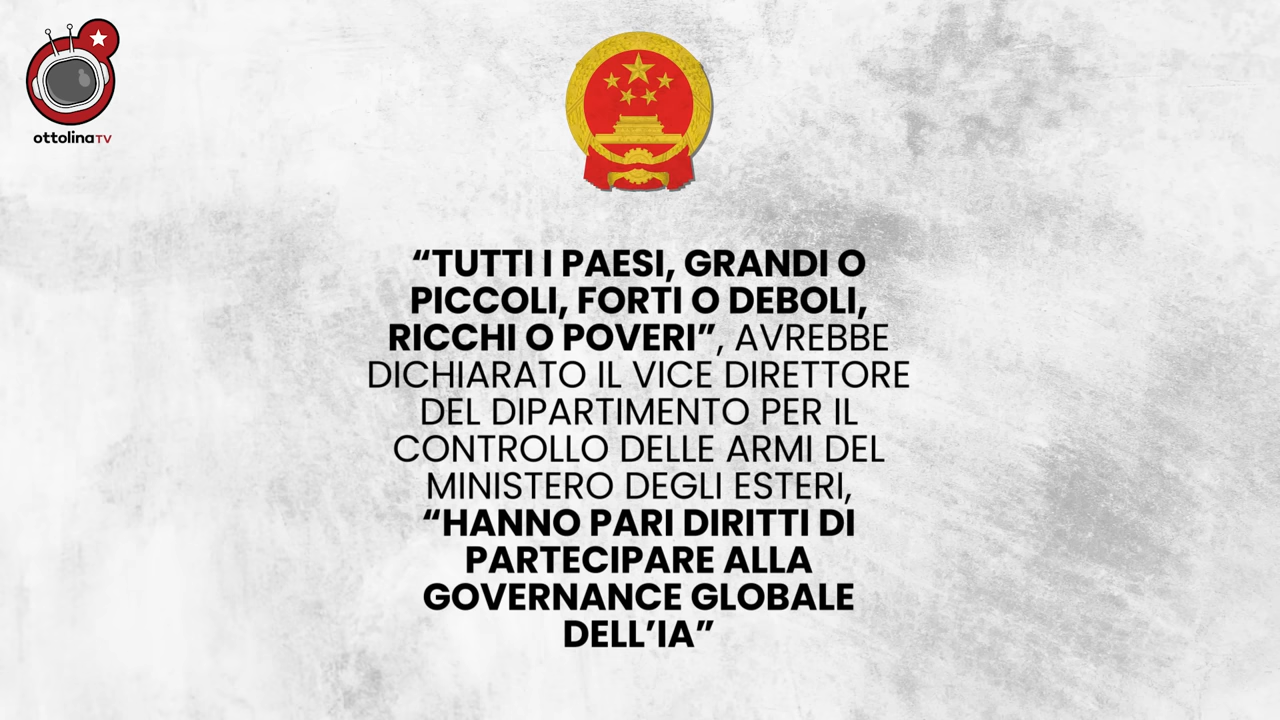 ottolinaTV
“TUTTI I PAESI, GRANDI O
PICCOLI, FORTI O DEBOLI,
RICCHI O POVERI”, AVREBBE
DICHIARATO IL VICE DIRETTORE
DEL DIPARTIMENTO PER IL
CONTROLLO DELLE ARMI DEL
MINISTERO DEGLI ESTERI,
“HANNO PARI DIRITTI DI
PARTECIPARE ALLA
GOVERNANCE GLOBALE
DELL’IA”